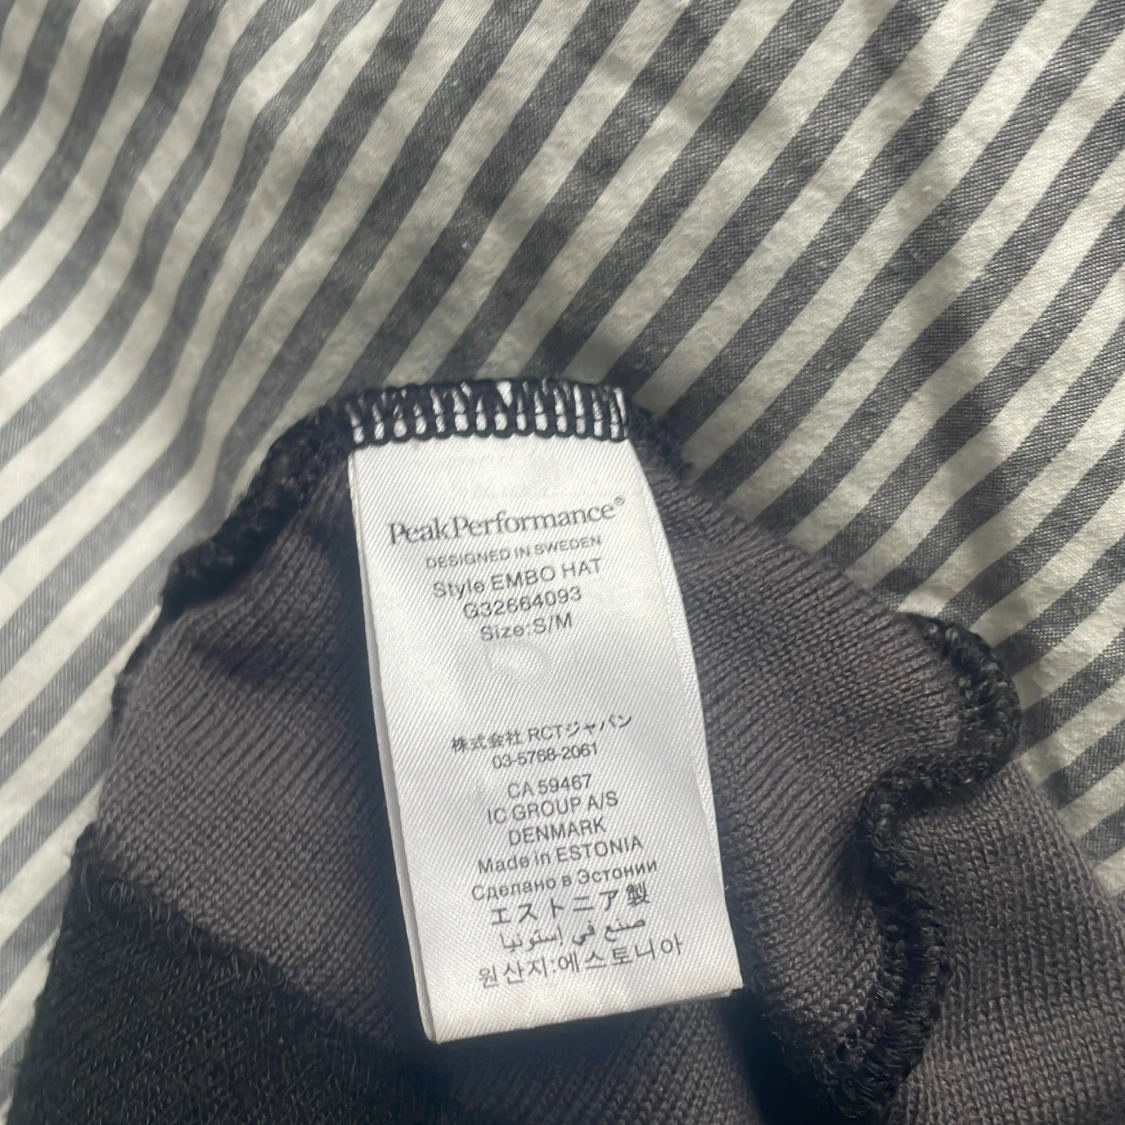 PeakPerformance®
DESIGNED IN SWEDEN
Style EMBO HAT
G32664093
Size:S/M
株式会社 RCTジャパン
03-5768-2061
CA 59467
IC GROUP A/S
DENMARK
Made in ESTONIA
Сделано в Эстонии
エストニア製
صنع في إستونيا
원산지:에스토니아